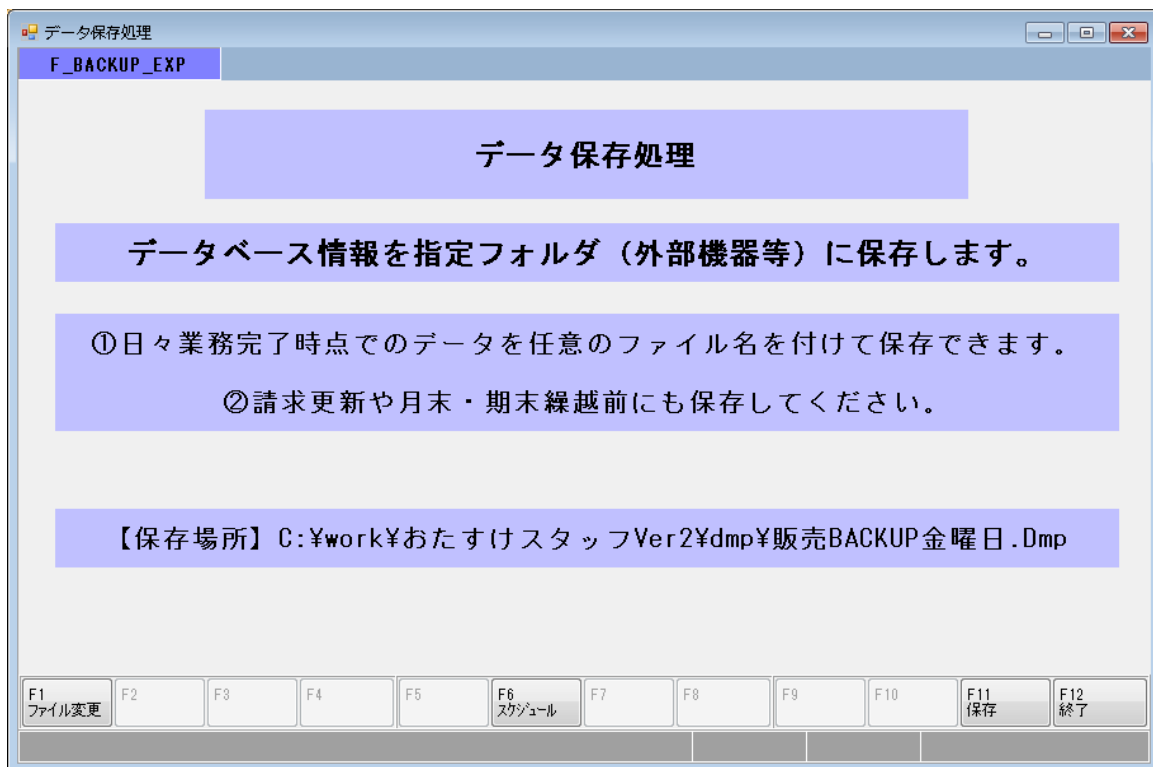 データ保存処理
F_BACKUP_EXP
データ保存処理
データベース情報を指定フォルダ（外部機器等）に保存します。
①日々業務完了時点でのデータを任意のファイル名を付けて保存できます。
②請求更新や月末・期末繰越前にも保存してください。
【保存場所】C:¥work¥おたすけスタッフVer2¥dmp¥販売BACKUP金曜日.Dmp
F1 F2 F3 F4 F5 F6 F7 F8 F9 F10 F11 F12
ファイル変更 スケジュール 保存 終了